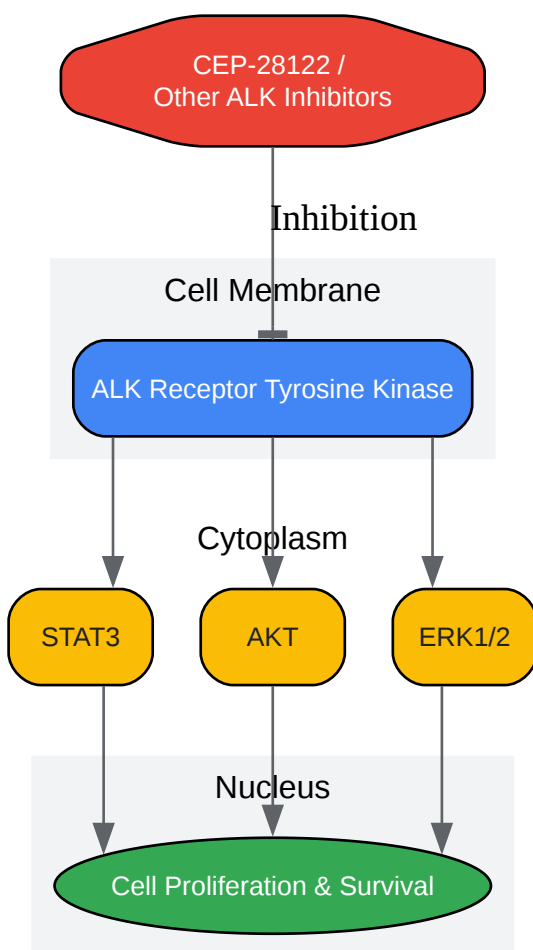 CEP-28122 /
Other ALK Inhibitors
Inhibition
Cell Membrane
ALK Receptor Tyrosine Kinase
Cytoplasm
STAT3
AKT
ERK1/2
Nucleus
Cell Proliferation & Survival